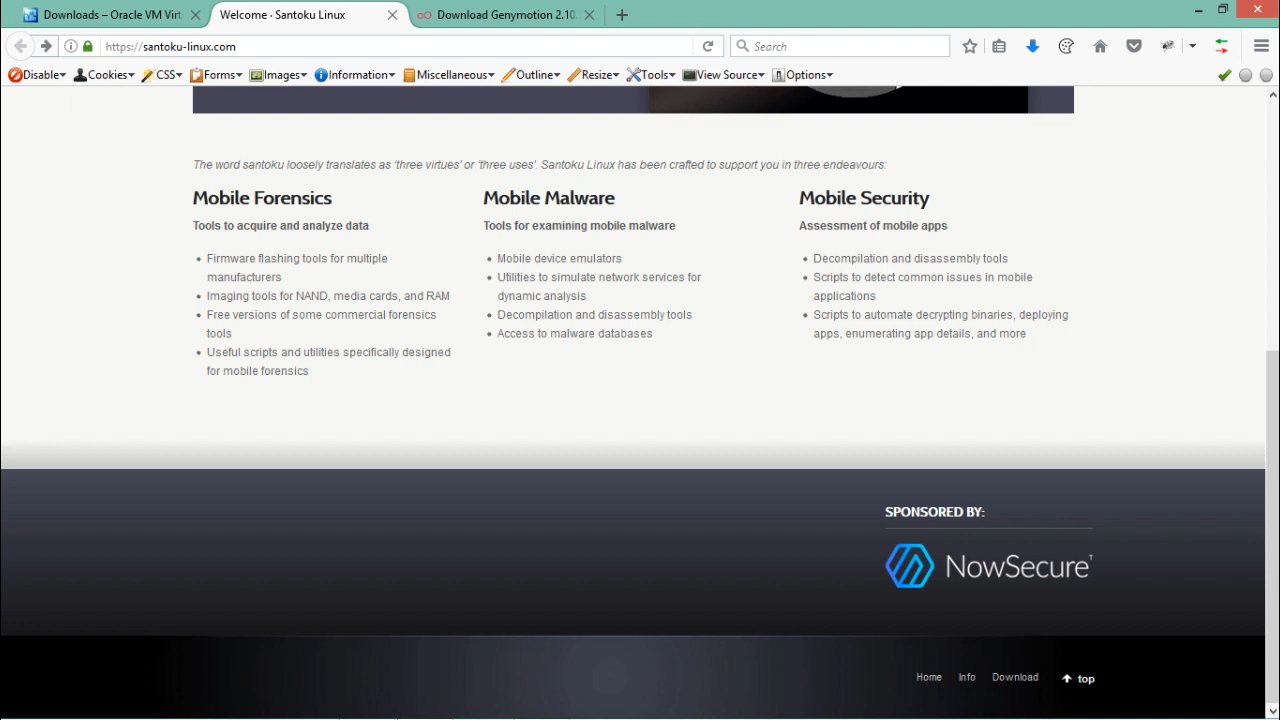 Downloads – Oracle VM Virt
Welcome · Santoku Linux
Download Genymotion 2.10.
https://santoku-linux.com
Search
Disable
Cookies
CSS
Forms
Images
Information
Miscellaneous
Outline
Resize
Tools
View Source
Options
The word santoku loosely translates as 'three virtues' or 'three uses'. Santoku Linux has been crafted to support you in three endeavours:
Mobile Forensics
Tools to acquire and analyze data
Firmware flashing tools for multiple
manufacturers
Imaging tools for NAND, media cards, and RAM
Free versions of some commercial forensics
tools
Useful scripts and utilities specifically designed
for mobile forensics
Mobile Malware
Tools for examining mobile malware
Mobile device emulators
Utilities to simulate network services for
dynamic analysis
Decompilation and disassembly tools
Access to malware databases
Mobile Security
Assessment of mobile apps
Decompilation and disassembly tools
Scripts to detect common issues in mobile
applications
Scripts to automate decrypting binaries, deploying
apps, enumerating app details, and more
SPONSORED BY:
NowSecure
Home
Info
Download
top